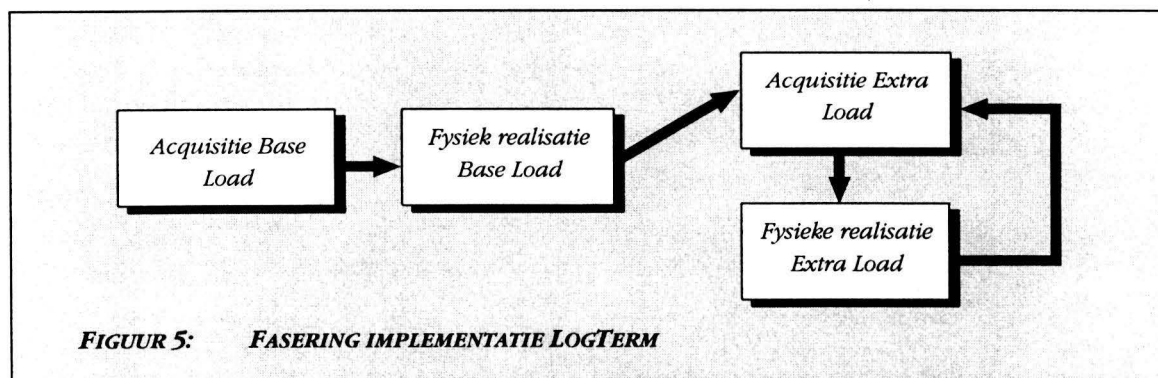 Acquisitie Base
Load
Fysiek realisatie
Base Load
Acquisitie Extra
Load
Fysieke realisatie
Extra Load
FIGUUR 5: FASERING IMPLEMENTATIE LOGTERM